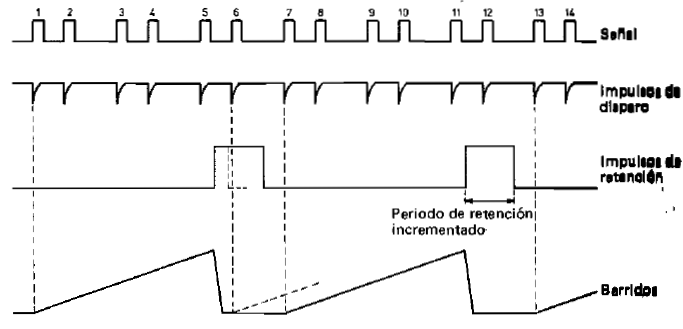 1 2 3 4 5 6 7 8 9 10 11 12 13 14
Señal
Impulsos de
disparo
Impulsos de
retención
Periodo de retención
incrementado
Barridos